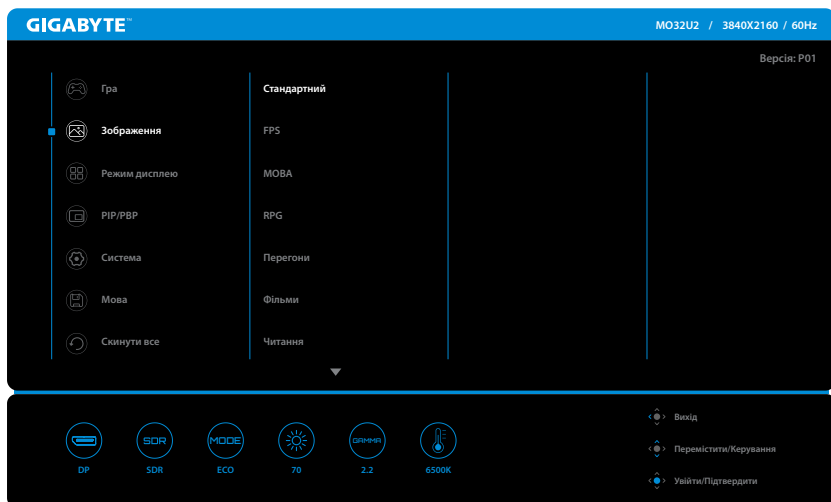 GIGABYTE™
MO32U2 / 3840X2160 / 60Hz
Версія: P01
Гра
Стандартний
Зображення
FPS
Режим дисплею
MOBA
PIP/PBP
RPG
Система
Перегони
Мова
Фільми
Скинути все
Читання
SDR
MODE
GAMMA
DP
SDR
ECO
70
2.2
6500K
Вихід
Перемістити/Керування
Увійти/Підтвердити